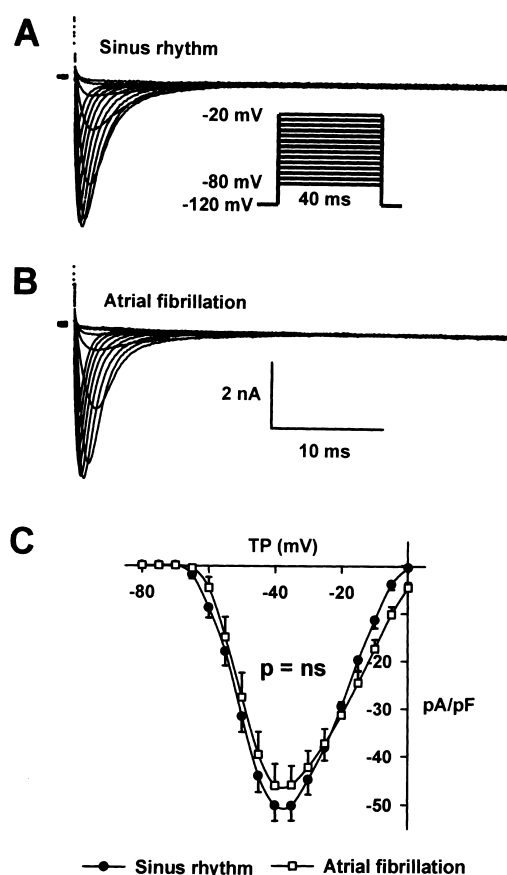 A
Sinus rhythm
-20 mV
-80 mV
40 ms
-120 mV
B
Atrial fibrillation
2 nA
10 ms
C
TP (mV)
-80 -60 -40 -20
p = ns
-20
pA/pF
-30
-40
-50
Sinus rhythm Atrial fibrillation